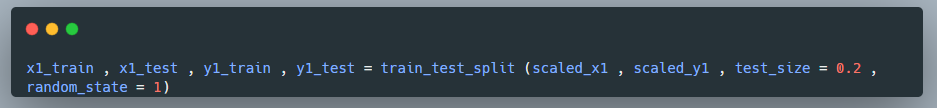 x1_train , x1_test , y1_train , y1_test = train_test_split (scaled_x1 , scaled_y1 , test_size = 0.2 ,
random_state = 1)